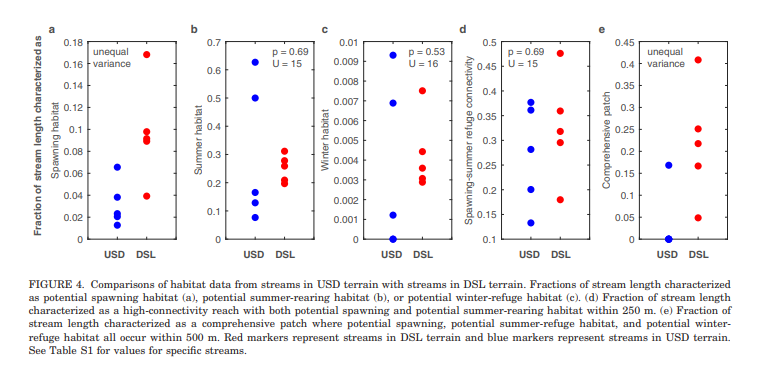 a b c d e
Fraction of stream length characterized as
Spawning habitat
0.18
0.16
0.14
0.12
0.1
0.08
0.06
0.04
0.02
0
unequal
variance
USD DSL
Summer habitat
0.7
0.6
0.5
0.4
0.3
0.2
0.1
0
p = 0.69
U = 15
USD DSL
Winter habitat
0.01
0.009
0.008
0.007
0.006
0.005
0.004
0.003
0.002
0.001
0
p = 0.53
U = 16
USD DSL
Spawning-summer refuge connectivity
0.5
0.45
0.4
0.35
0.3
0.25
0.2
0.15
0.1
p = 0.69
U = 15
USD DSL
Comprehensive patch
0.45
0.4
0.35
0.3
0.25
0.2
0.15
0.1
0.05
0
unequal
variance
USD DSL
FIGURE 4. Comparisons of habitat data from streams in USD terrain with streams in DSL terrain. Fractions of stream length characterized
as potential spawning habitat (a), potential summer-rearing habitat (b), or potential winter-refuge habitat (c). (d) Fraction of stream length
characterized as a high-connectivity reach with both potential spawning and potential summer-rearing habitat within 250 m. (e) Fraction of
stream length characterized as a comprehensive patch where potential spawning, potential summer-refuge habitat, and potential winter-
refuge habitat all occur within 500 m. Red markers represent streams in DSL terrain and blue markers represent streams in USD terrain.
See Table S1 for values for specific streams.